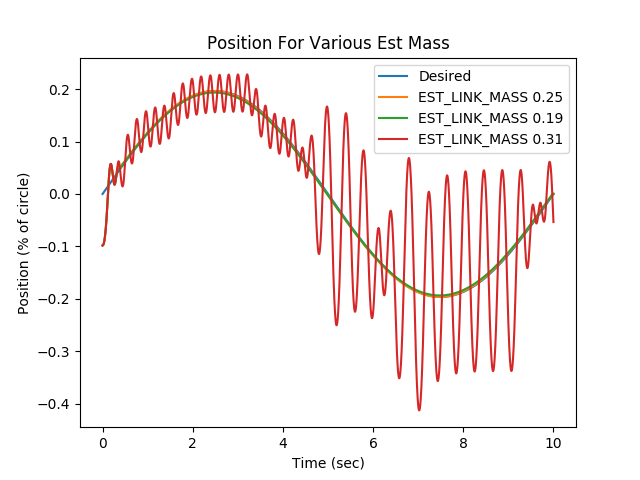 Position For Various Est Mass
Desired
EST_LINK_MASS 0.25
EST_LINK_MASS 0.19
EST_LINK_MASS 0.31
Position (% of circle)
0.2
0.1
0.0
−0.1
−0.2
−0.3
−0.4
0 2 4 6 8 10
Time (sec)